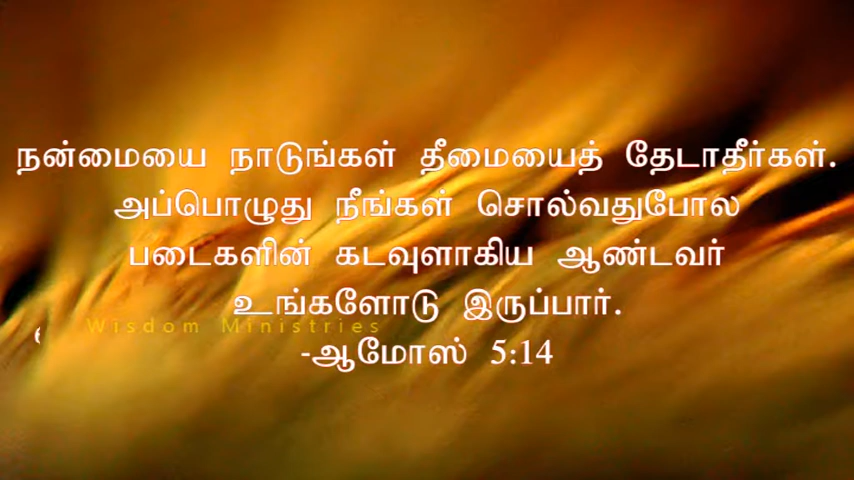 நன்மையை நாடுங்கள் தீமையைத் தேடாதீர்கள்.
அப்பொழுது நீங்கள் சொல்வதுபோல
படைகளின் கடவுளாகிய ஆண்டவர்
உங்களோடு இருப்பார்.
Wisdom Ministries
-ஆமோஸ் 5:14